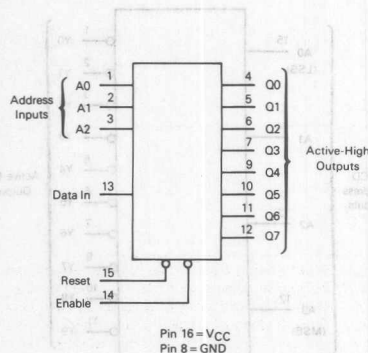 Address
Inputs
A0 1
A1 2
A2 3
Data In 13
Reset 15
Enable 14
4 Q0
5 Q1
6 Q2
7 Q3
9 Q4
10 Q5
11 Q6
12 Q7
Active-High
Outputs
Pin 16 = VCC
Pin 8 = GND